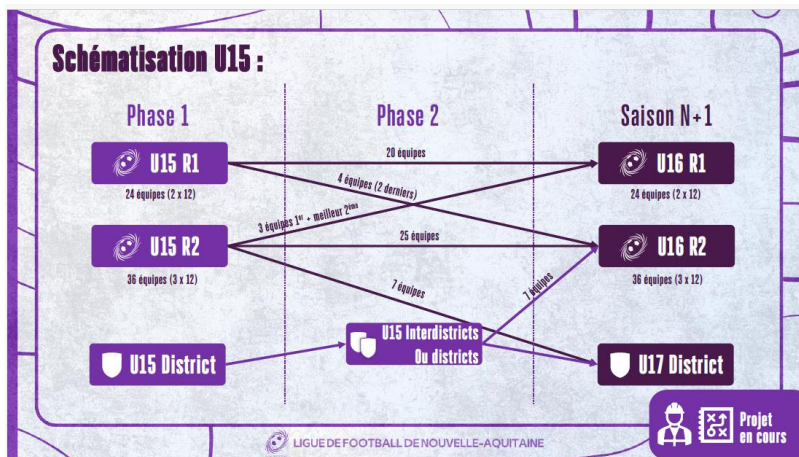 Schématisation U15 :
Phase 1
Phase 2
Saison N+1
U15 R1
20 équipes
U16 R1
24 équipes (2 x 12)
4 équipes (2 derniers)
24 équipes (2 x 12)
3 équipes 1er + meilleur 2ème
U15 R2
25 équipes
U16 R2
36 équipes (3 x 12)
36 équipes (3 x 12)
7 équipes
7 équipes
U15 District
U15 Interdistricts
Ou districts
U17 District
Projet
en cours
LIGUE DE FOOTBALL DE NOUVELLE-AQUITAINE